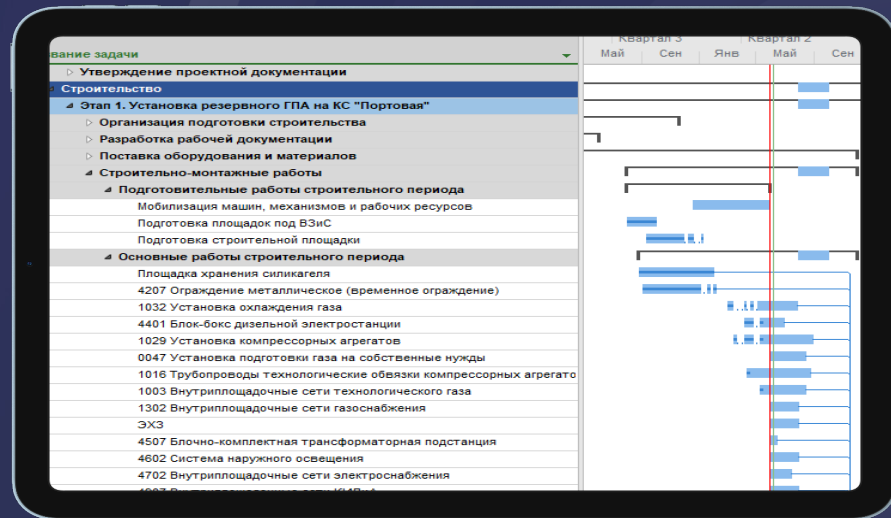 Квартал 3 Квартал 2
вание задачи Май Сен Янв Май Сен
Утверждение проектной документации
Строительство
Этап 1. Установка резервного ГПА на КС "Портовая"
Организация подготовки строительства
Разработка рабочей документации
Поставка оборудования и материалов
Строительно-монтажные работы
Подготовительные работы строительного периода
Мобилизация машин, механизмов и рабочих ресурсов
Подготовка площадок под ВЗиС
Подготовка строительной площадки
Основные работы строительного периода
Площадка хранения силикагеля
4207 Ограждение металлическое (временное ограждение)
1032 Установка охлаждения газа
4401 Блок-бокс дизельной электростанции
1029 Установка компрессорных агрегатов
0047 Установка подготовки газа на собственные нужды
1016 Трубопроводы технологические обвязки компрессорных агрегато
1003 Внутриплощадочные сети технологического газа
1302 Внутриплощадочные сети газоснабжения
ЭХЗ
4507 Блочно-комплектная трансформаторная подстанция
4602 Система наружного освещения
4702 Внутриплощадочные сети электроснабжения